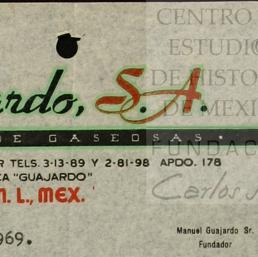 CENTRO
ESTUDIO
DE HISTO
DE MEXI
FUNDAC
Carlos
rdo, S. A.
DE GASEOSAS.
R TELS. 3-13-89 Y 2-81-98 APDO. 178
CA "GUAJARDO"
N. L., MEX.
969.
Manuel Guajardo Sr.
Fundador